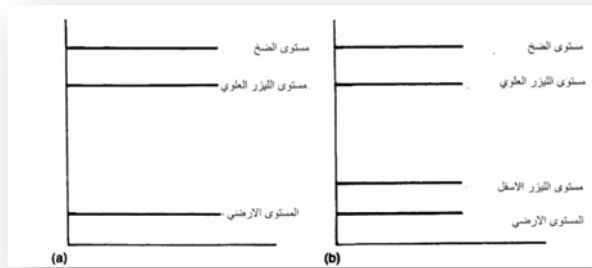 مستوى الضخ
مستوى الليزر العلوي
المستوى الارضي
(a)
مستوى الضخ
مستوى الليزر العلوي
مستوى الليزر الاسفل
المستوى الارضي
(b)